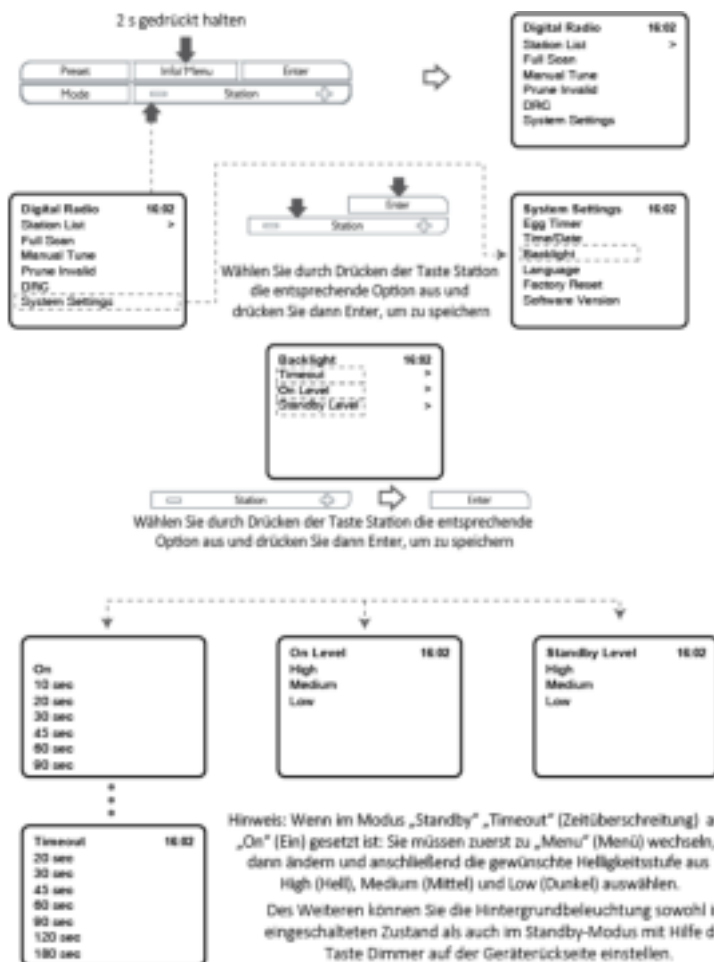 2 s gedrückt halten
Preset Info/Menu Enter
Mode Station
Digital Radio 16:02
Station List >
Full Scan
Manual Tune
Prune Invalid
DRC
System Settings
Digital Radio 16:02
Station List >
Full Scan
Manual Tune
Prune Invalid
DRC
System Settings
Enter
Station
Wählen Sie durch Drücken der Taste Station
die entsprechende Option aus und
drücken Sie dann Enter, um zu speichern
System Settings 16:02
Egg Timer
Time/Date
Backlight
Language
Factory Reset
Software Version
Backlight 16:02
Timeout >
On Level >
Standby Level >
Station Enter
Wählen Sie durch Drücken der Taste Station die entsprechende
Option aus und drücken Sie dann Enter, um zu speichern
On
10 sec
20 sec
30 sec
45 sec
60 sec
90 sec
On Level 16:02
High
Medium
Low
Standby Level 16:02
High
Medium
Low
Timeout 16:02
20 sec
30 sec
45 sec
60 sec
90 sec
120 sec
180 sec
Hinweis: Wenn im Modus „Standby" „Timeout" (Zeitüberschreitung) a
„On" (Ein) gesetzt ist: Sie müssen zuerst zu „Menu" (Menü) wechseln,
dann ändern und anschließend die gewünschte Helligkeitsstufe aus
High (Hell), Medium (Mittel) und Low (Dunkel) auswählen.
Des Weiteren können Sie die Hintergrundbeleuchtung sowohl i
eingeschalteten Zustand als auch im Standby-Modus mit Hilfe d
Taste Dimmer auf der Geräterückseite einstellen.